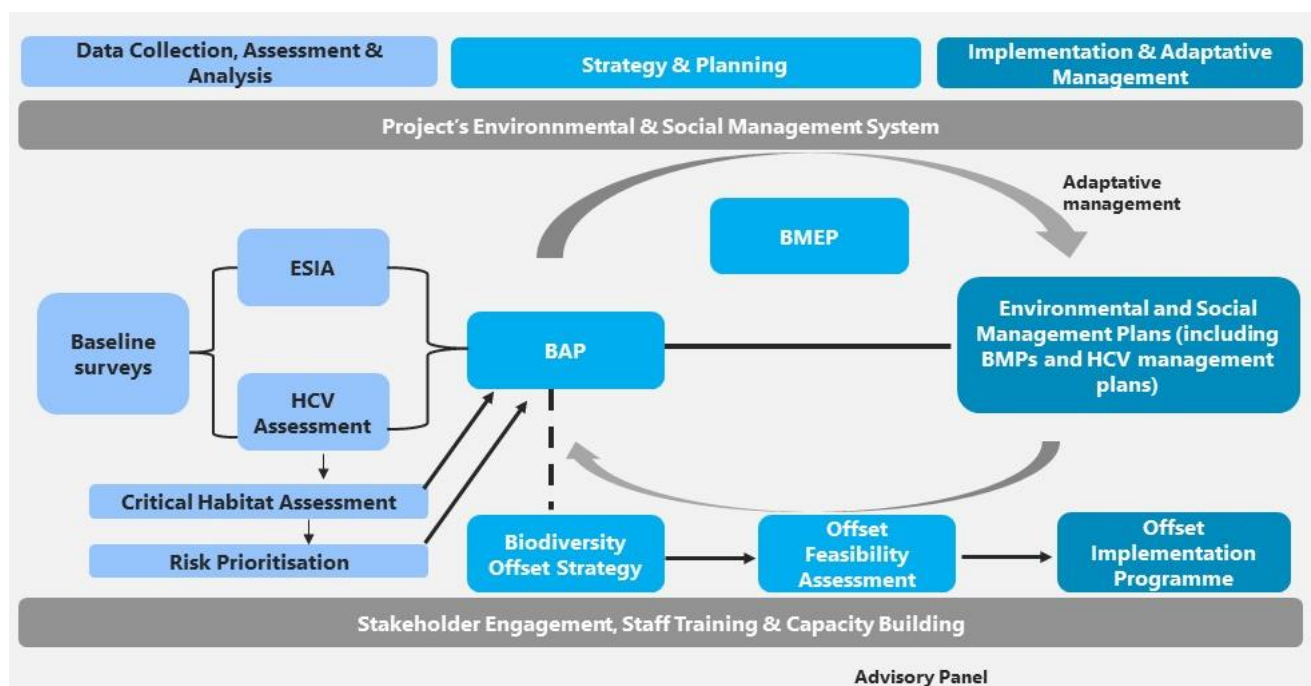 Data Collection, Assessment &
Analysis
Strategy & Planning
Implementation & Adaptative
Management
Project's Environnmental & Social Management System
Adaptative
management
BMEP
ESIA
Baseline
surveys
BAP
Environmental and Social
Management Plans (including
BMPs and HCV management
plans)
HCV
Assessment
Critical Habitat Assessment
Risk Prioritisation
Biodiversity
Offset Strategy
Offset
Feasibility
Assessment
Offset
Implementation
Programme
Stakeholder Engagement, Staff Training & Capacity Building
Advisory Panel